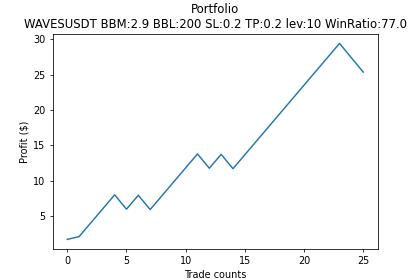 Portfolio
WAVESUSDT BBM:2.9 BBL:200 SL:0.2 TP:0.2 lev:10 WinRatio:77.0
30
25
20
15
10
5
Profit ($)
0 5 10 15 20 25
Trade counts